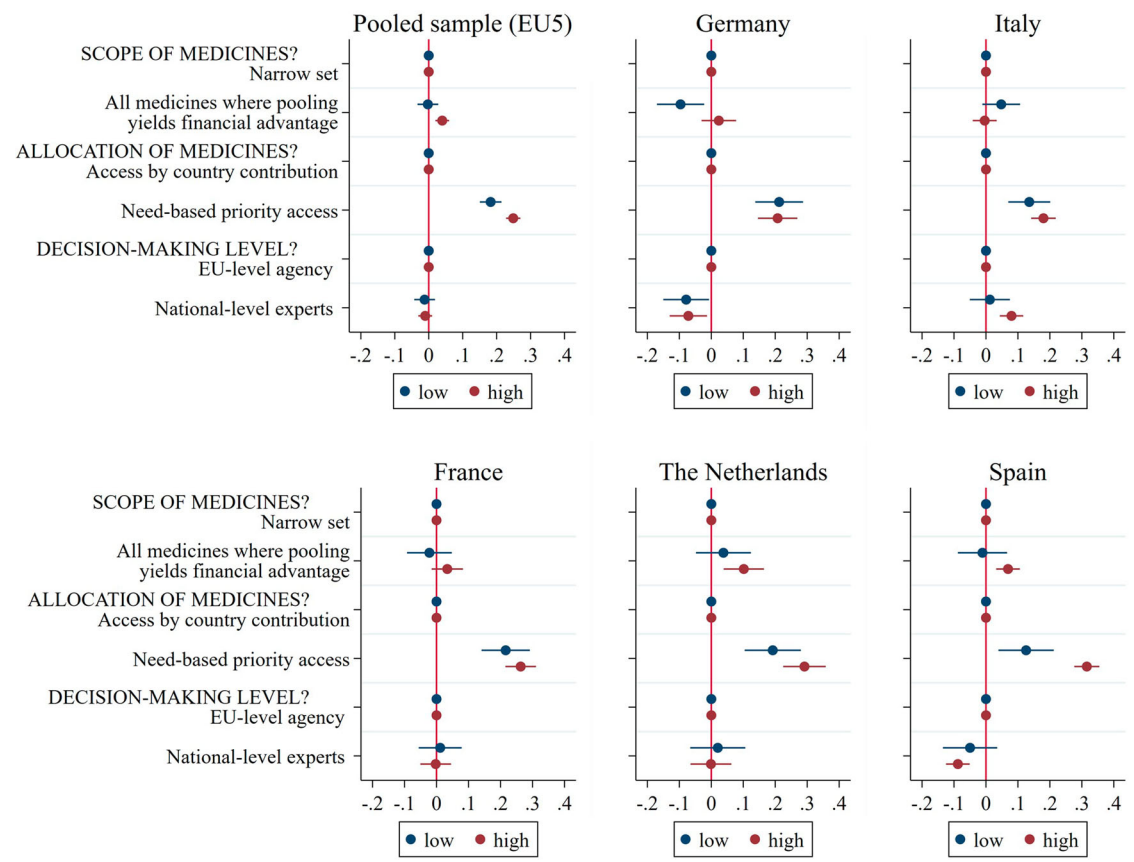 Pooled sample (EU5)
SCOPE OF MEDICINES?
Narrow set
All medicines where pooling
yields financial advantage
ALLOCATION OF MEDICINES?
Access by country contribution
Need-based priority access
DECISION-MAKING LEVEL?
EU-level agency
National-level experts
-.2 0 .1 .2 .3 .4
low high
Germany
-.2 0 .1 .2 .3 .4
low high
Italy
-.2 0 .1 .2 .3 .4
low high
France
SCOPE OF MEDICINES?
Narrow set
All medicines where pooling
yields financial advantage
ALLOCATION OF MEDICINES?
Access by country contribution
Need-based priority access
DECISION-MAKING LEVEL?
EU-level agency
National-level experts
-.2 0 .1 .2 .3 .4
low high
The Netherlands
-.2 0 .1 .2 .3 .4
low high
Spain
-.2 0 .1 .2 .3 .4
low high